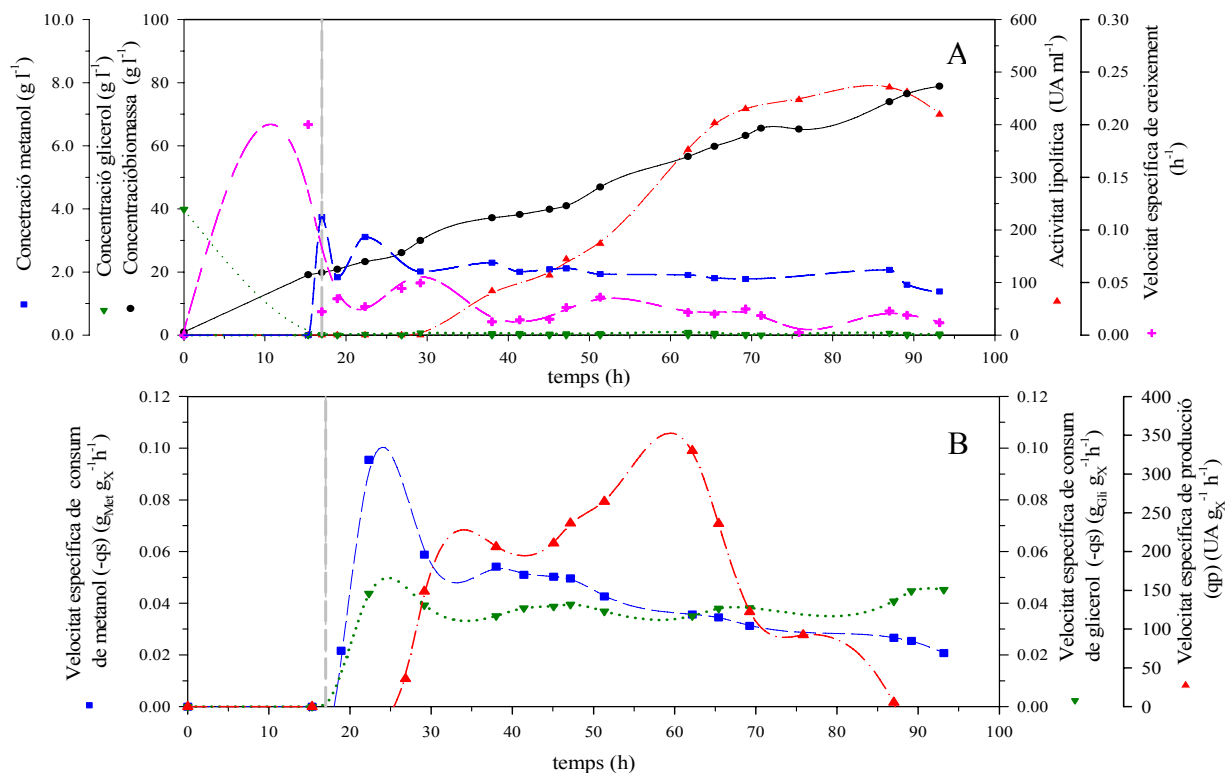 Concetració metanol (g l-1)
Concentració glicerol (g l-1)
Concentracióbiomassa (g l-1)
10.0
8.0
6.0
4.0
2.0
0.0
100
80
60
40
20
0
A
600
500
400
300
200
100
0
0.30
0.25
0.20
0.15
0.10
0.05
0.00
Activitat lipolítica (UA ml-1)
Velocitat específica de creixement
(h-1)
0 10 20 30 40 50 60 70 80 90 100
temps (h)
Velocitat específica de consum
de metanol (-qs) (gMet gX-1h-1)
0.12
0.10
0.08
0.06
0.04
0.02
0.00
B
0.12
0.10
0.08
0.06
0.04
0.02
0.00
400
350
300
250
200
150
100
50
0
Velocitat específica de consum
de glicerol (-qs) (gGli gX-1h-1)
Velocitat específica de producció
(qp) (UA gX-1 h-1)
0 10 20 30 40 50 60 70 80 90 100
temps (h)